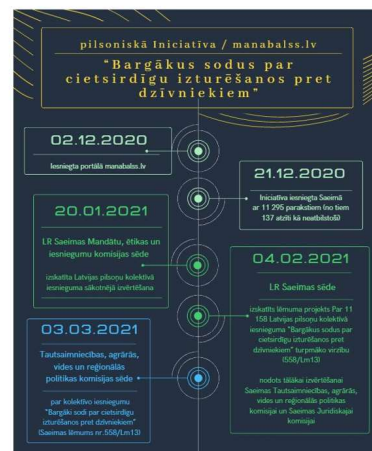 pilsoniskā Iniciatīva / manabalss.lv
"Bargākus sodus par
cietsirdīgu izturēšanos pret
dzīvniekiem"
02.12.2020
Iesniegta portālā manabalss.lv
21.12.2020
Iniciatīva iesniegta Saeimā
ar 11 295 parakstiem (no tiem
137 atzīti kā neatbilstoši)
20.01.2021
LR Saeimas Mandātu, ētikas un
iesniegumu komisijas sēde
izskatīta Latvijas pilsoņu kolektīvā
iesnieguma sākotnējā izvērtēšana
04.02.2021
LR Saeimas sēde
izskatīts lēmuma projekts Par 11
158 Latvijas pilsoņu kolektīvā
iesnieguma "Bargākus sodus par
cietsirdīgu izturēšanos pret
dzīvniekiem" turpmāko virzību
(558/Lm13)
nodots tālākai izvērtēšanai
Saeimas Tautsaimniecības, agrārās,
vides un reģionālās politikas
komisijai un Saeimas Juridiskajai
komisijai
03.03.2021
Tautsaimniecības, agrārās,
vides un reģionālās
politikas komisijas sēde
par kolektīvo iesniegumu
"Bargāki sodi par cietsirdīgu
izturēšanos pret dzīvniekiem"
(Saeimas lēmums nr.558/Lm13)